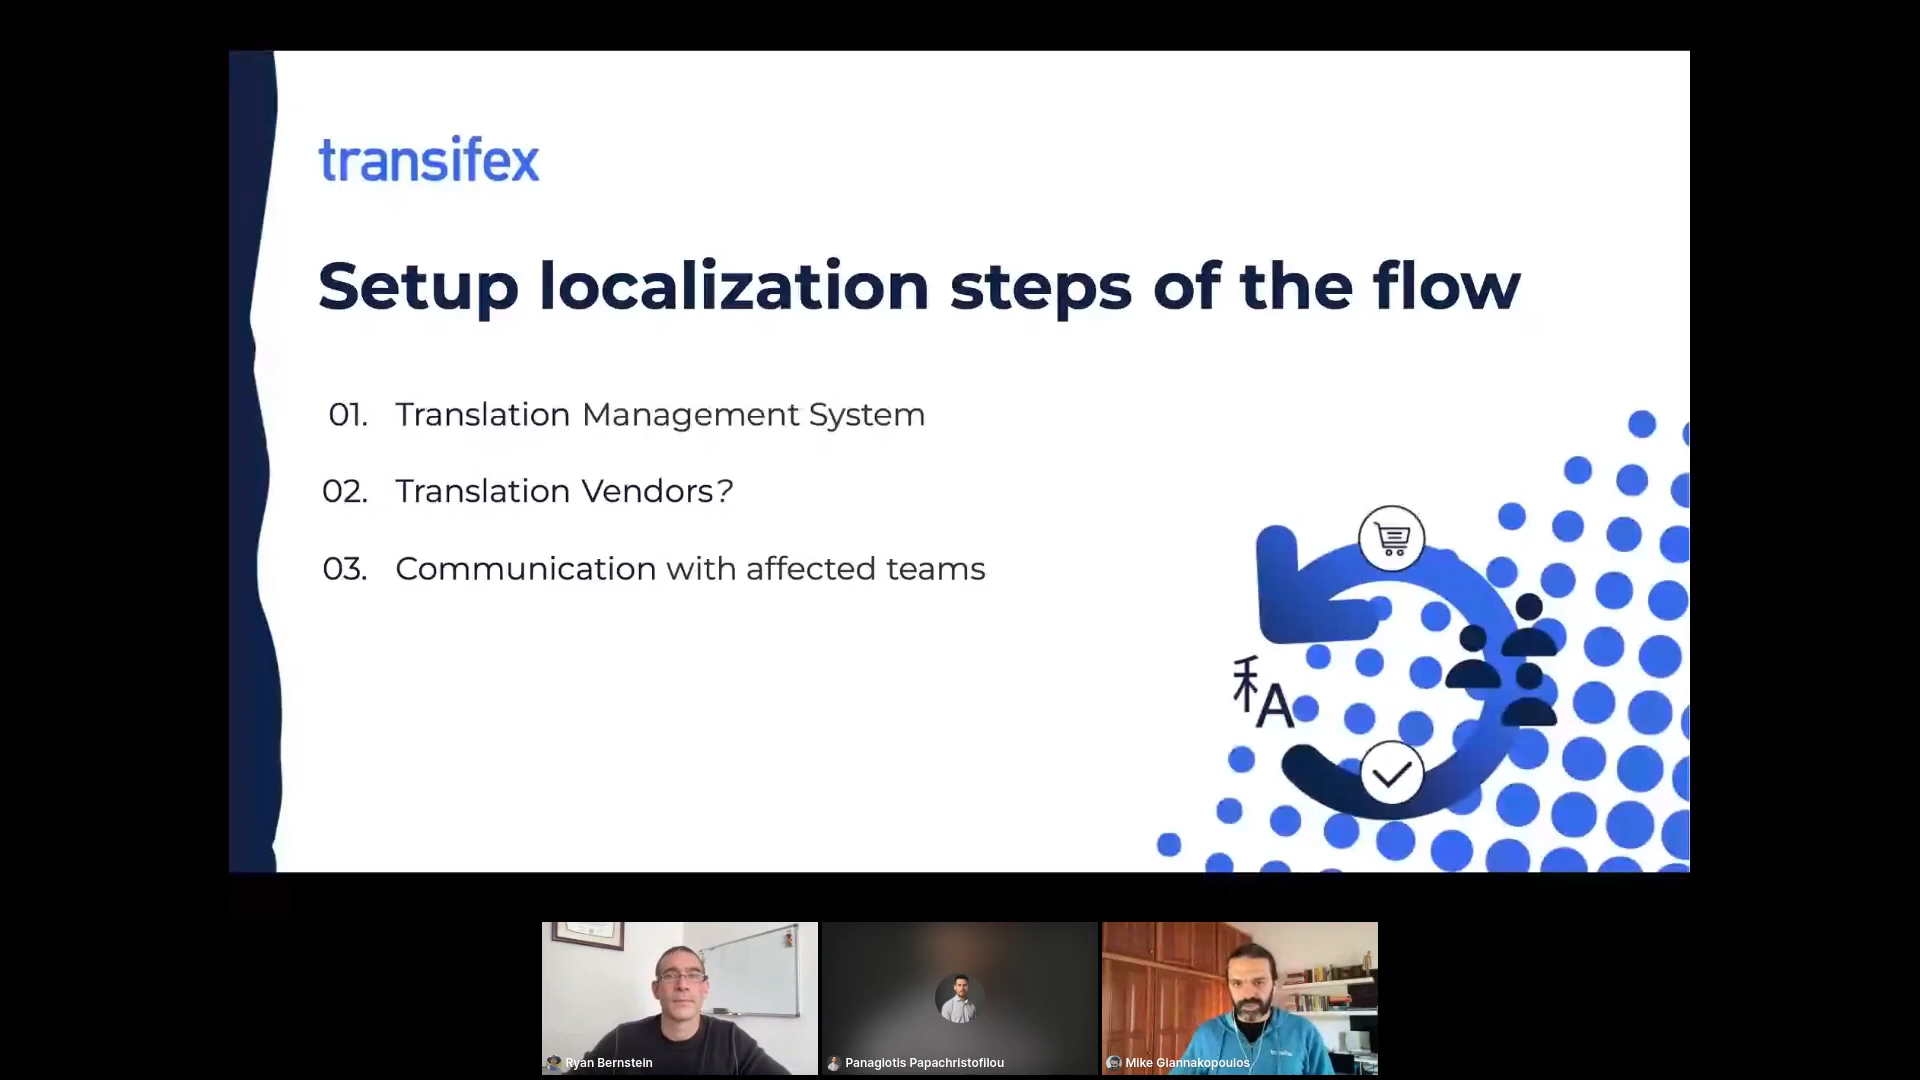 transifex
Setup localization steps of the flow
01. Translation Management System
02. Translation Vendors?
03. Communication with affected teams
A
Ryan Bernstein
Panagiotis Papachristofilou
Mike Giannakopoulos